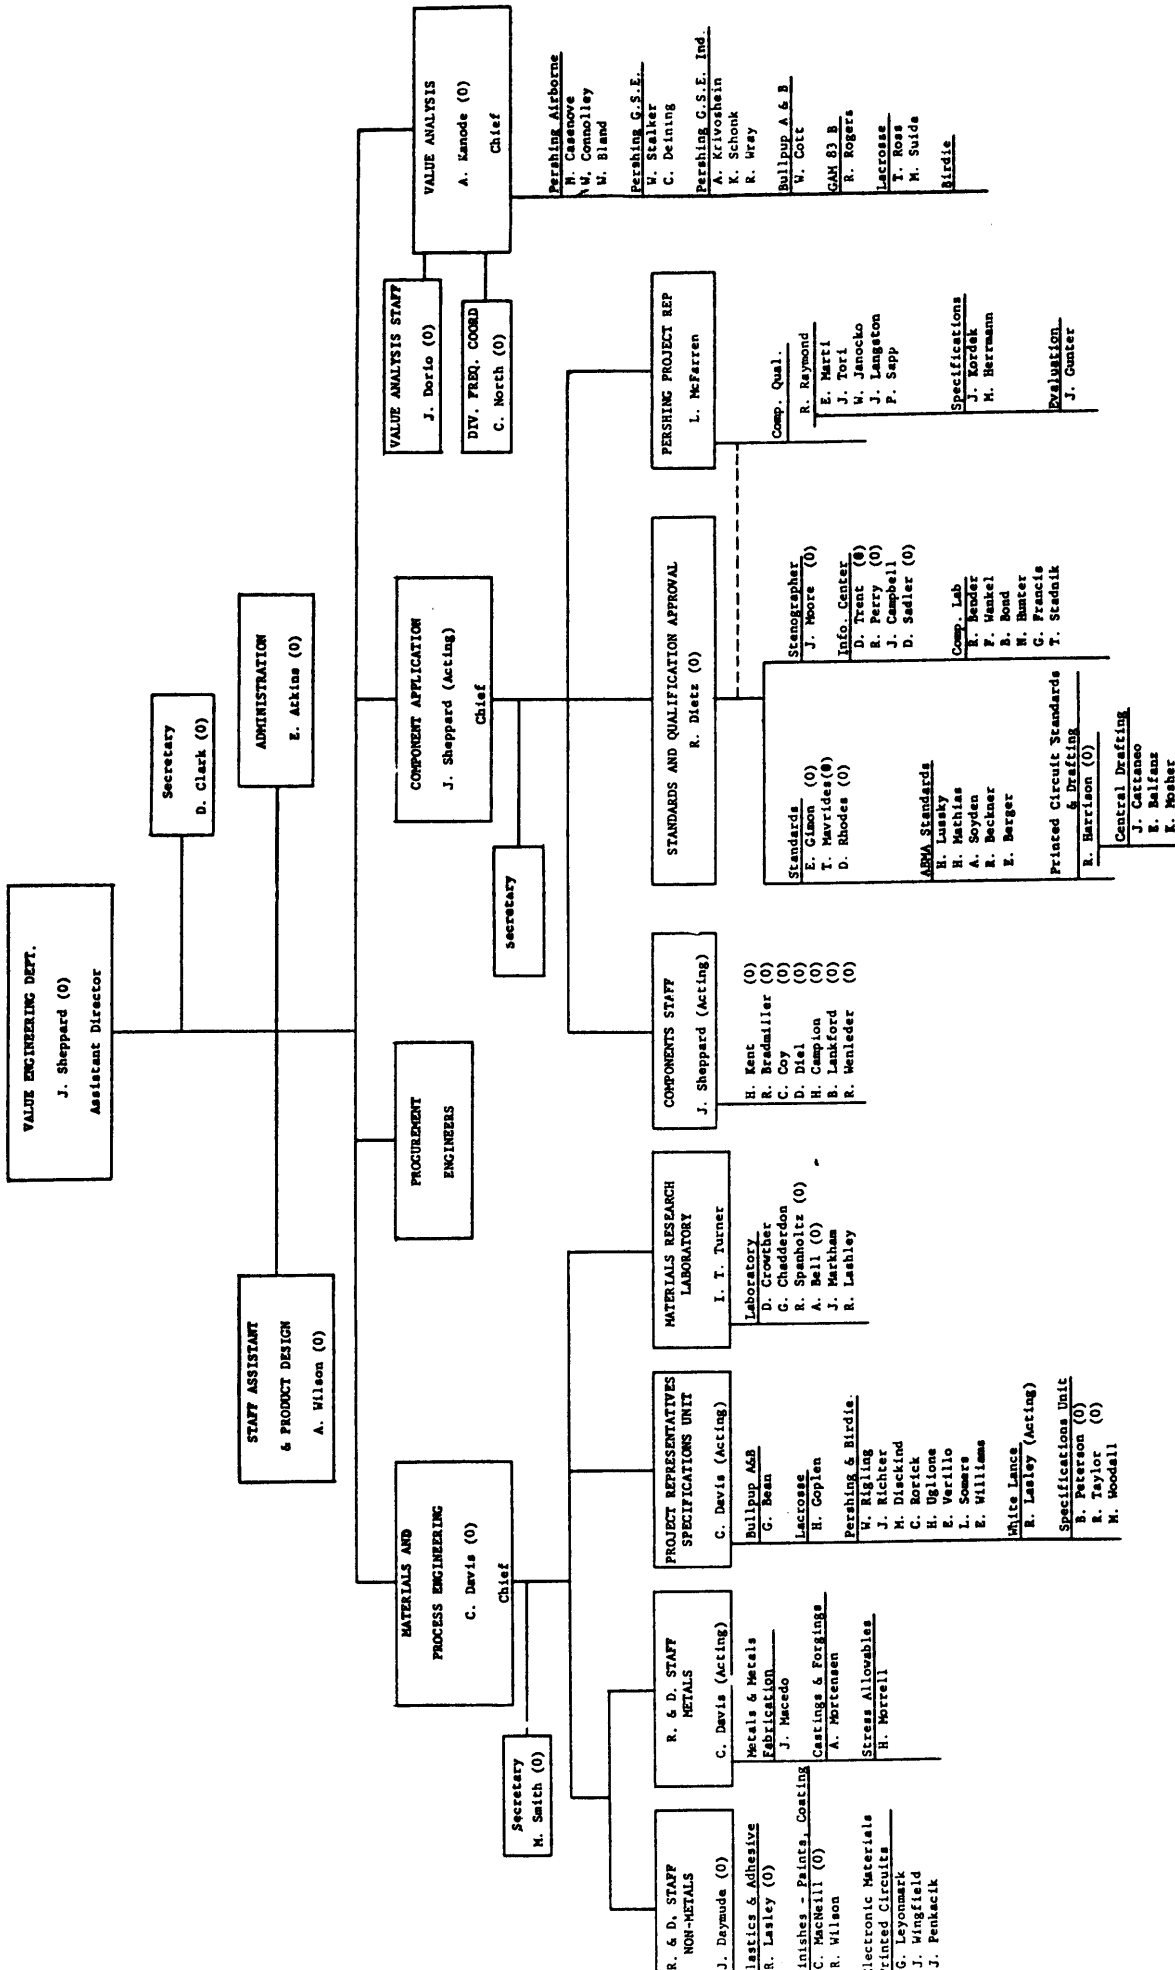 VALUE ENGINEERING DEPT.
J. Sheppard (O)
Assistant Director
Secretary
D. Clark (O)
STAFF ASSISTANT
& PRODUCT DESIGN
A. Wilson (O)
ADMINISTRATION
E. Atkins (O)
MATERIALS AND
PROCESS ENGINEERING
C. Davis (O)
Chief
PROCUREMENT
ENGINEERS
COMPONENT APPLICATION
J. Sheppard (Acting)
Chief
VALUE ANALYSIS
A. Kanode (O)
Chief
VALUE ANALYSIS STAFF
J. Dorio (O)
DIV. FREQ. COORD
C. North (O)
Secretary
M. Smith (O)
Secretary
R. & D. STAFF
NON-METALS
J. Daymude (O)
lastics & Adhesive
R. Lasley (O)
inishes - Paints, Coating
C. MacNeill (O)
R. Wilson
lectronic Materials
rinted Circuits
G. Leyonmark
J. Wingfield
J. Penkacik
R. & D. STAFF
METALS
C. Davis (Acting)
Metals & Metals
Fabrication
J. Macedo
Castings & Forgings
A. Mortensen
Stress Allowables
H. Morrell
PROJECT REPRESENTATIVES
SPECIFICATIONS UNIT
C. Davis (Acting)
Bullpup A&B
G. Bean
Lacrosse
H. Goplen
Pershing & Birdie
W. Rigling
J. Richter
M. Disckind
C. Rorick
H. Uglione
E. Verillo
L. Somers
E. Williams
White Lance
R. Lasley (Acting)
Specifications Unit
B. Peterson (O)
R. Taylor (O)
M. Woodall
MATERIALS RESEARCH
LABORATORY
I. T. Turner
Laboratory
D. Crowther
G. Chadderdon
R. Spanholtz (O)
A. Bell (O)
J. Markham
R. Lashley
COMPONENTS STAFF
J. Sheppard (Acting)
H. Kent (O)
R. Bradmiller (O)
C. Coy (O)
D. Diel (O)
H. Campion (O)
B. Lankford (O)
R. Wenleder (O)
STANDARDS AND QUALIFICATION APPROVAL
R. Dietz (O)
Standards
E. Gimon (O)
T. Mavrides(O)
D. Rhodes (O)
ABMA Standards
H. Lussky
H. Mathias
A. Soyden
R. Beckner
E. Berger
Printed Circuit Standards
& Drafting
R. Harrison (O)
Central Drafting
J. Cattaneo
E. Balfanz
K. Mosher
Stenographer
J. Moore (O)
Info. Center
D. Trent (O)
R. Perry (O)
J. Campbell
D. Sadler (O)
Comp. Lab
R. Bender
F. Wankel
B. Bond
N. Hunter
G. Francis
T. Stadnik
PERSHING PROJECT REP
L. McFarren
Comp. Qual.
R. Raymond
E. Marti
J. Tori
W. Janocko
J. Langston
P. Sapp
Specifications
J. Kordek
M. Herrmann
Evaluation
J. Gunter
Pershing Airborne
M. Casenove
W. Connolley
W. Bland
Pershing G.S.E.
W. Stalker
C. Deining
Pershing G.S.E. Ind.
A. Krivoshein
K. Schonk
R. Wray
Bullpup A & B
W. Cott
GAM 83 B
R. Rogers
Lacrosse
T. Ross
M. Suida
Birdie